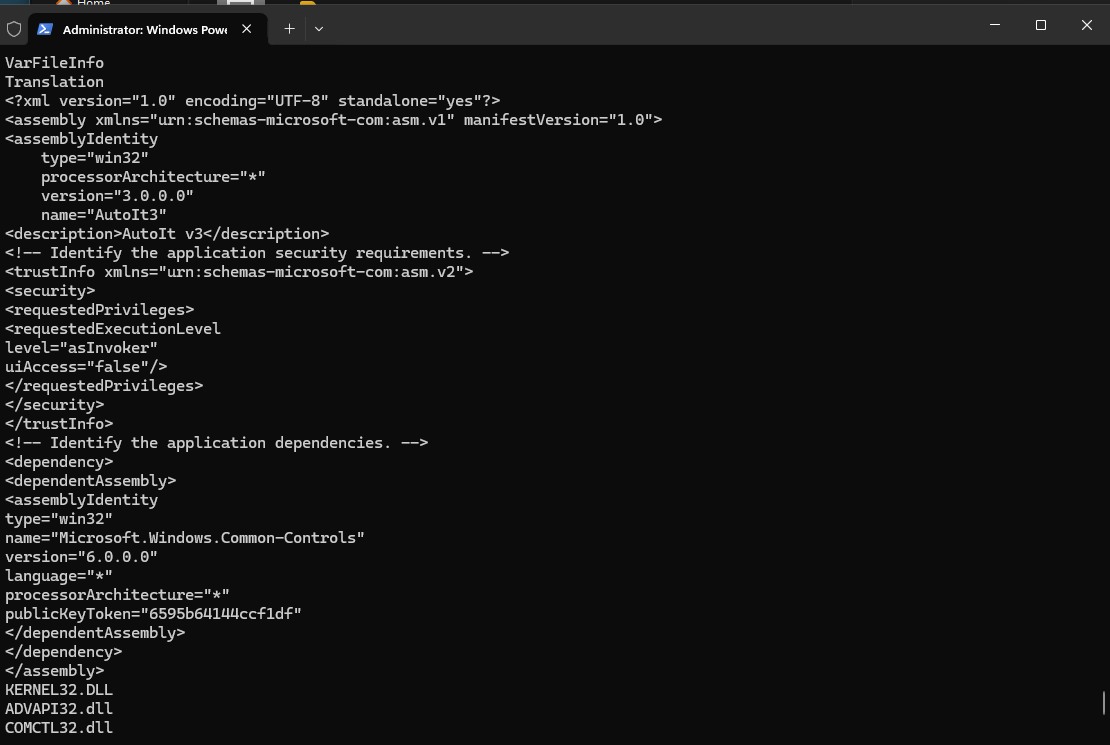 Home
Administrator: Windows Powe
VarFileInfo
Translation
<?xml version="1.0" encoding="UTF-8" standalone="yes"?>
<assembly xmlns="urn:schemas-microsoft-com:asm.v1" manifestVersion="1.0">
<assemblyIdentity
    type="win32"
    processorArchitecture="*"
    version="3.0.0.0"
    name="AutoIt3"
<description>AutoIt v3</description>
<!-- Identify the application security requirements. -->
<trustInfo xmlns="urn:schemas-microsoft-com:asm.v2">
<security>
<requestedPrivileges>
<requestedExecutionLevel
level="asInvoker"
uiAccess="false"/>
</requestedPrivileges>
</security>
</trustInfo>
<!-- Identify the application dependencies. -->
<dependency>
<dependentAssembly>
<assemblyIdentity
type="win32"
name="Microsoft.Windows.Common-Controls"
version="6.0.0.0"
language="*"
processorArchitecture="*"
publicKeyToken="6595b64144ccf1df"
</dependentAssembly>
</dependency>
</assembly>
KERNEL32.DLL
ADVAPI32.dll
COMCTL32.dll